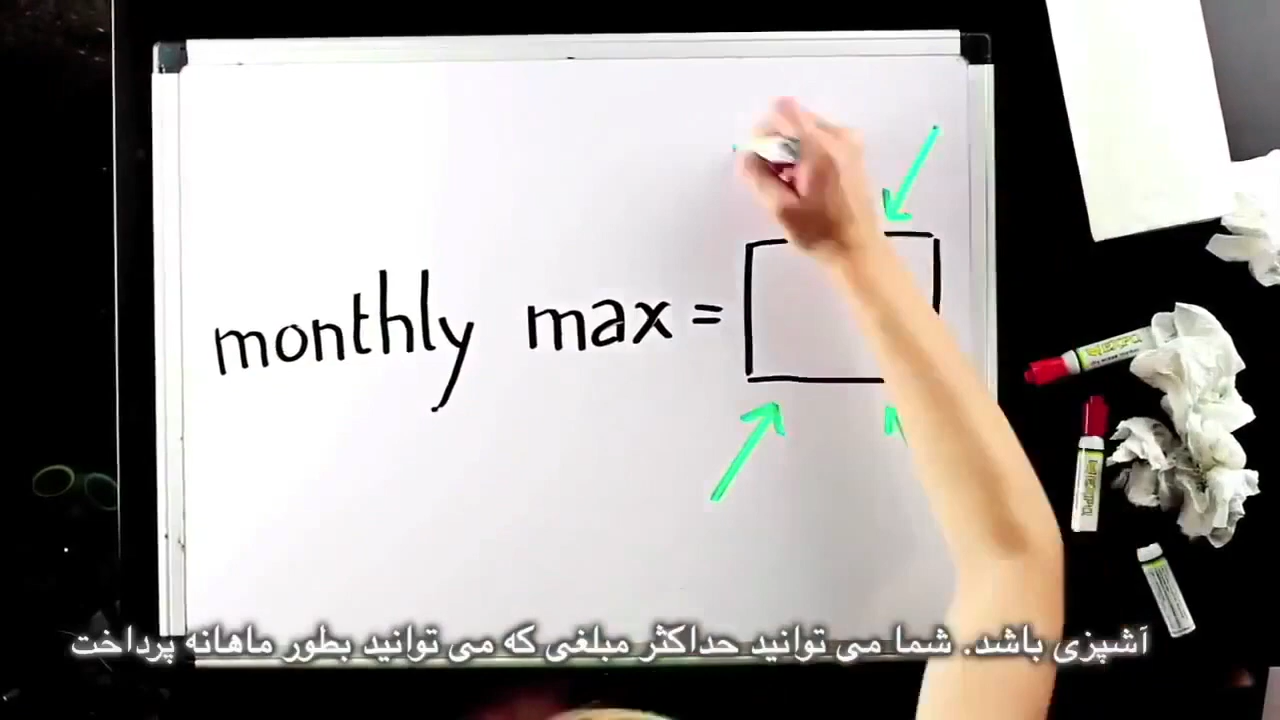 monthly max =
آشپزی باشد. شما می توانید حداکثر مبلغی که می توانید بطور ماهانه پرداخت